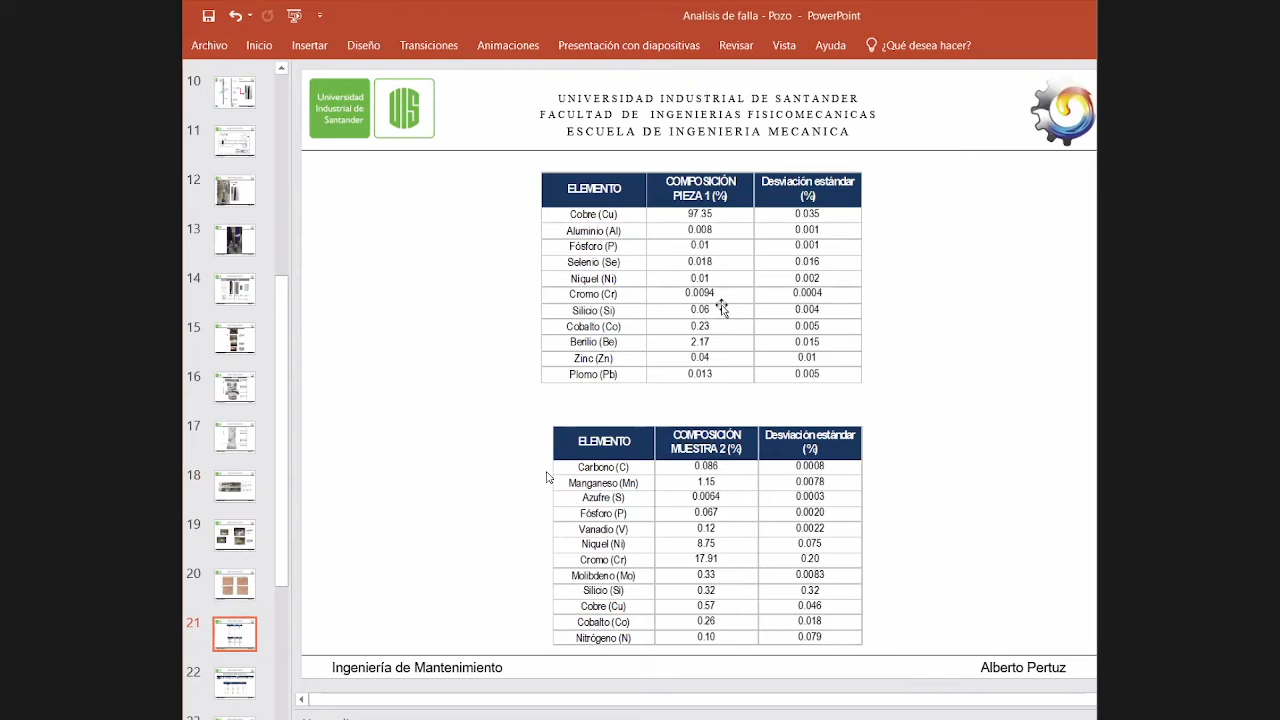 Analisis de falla - Pozo - PowerPoint
Archivo Inicio Insertar Diseño Transiciones Animaciones Presentación con diapositivas Revisar Vista Ayuda ¿Qué desea hacer?
10
11
12
13
14
15
16
17
18
19
20
21
22
Universidad
Industrial de
Santander
UIS
UNIVERSIDAD INDUSTRIAL DE SANTANDER
FACULTAD DE INGENIERIAS FISICOMECANICAS
ESCUELA DE INGENIERIA MECANICA
ELEMENTO COMPOSICIÓN PIEZA 1 (%) Desviación estándar (%)
Cobre (Cu) 97.35 0.035
Aluminio (Al) 0.008 0.001
Fósforo (P) 0.01 0.001
Selenio (Se) 0.018 0.016
Niquel (Ni) 0.01 0.002
Cromo (Cr) 0.0094 0.0004
Silicio (Si) 0.06 0.004
Cobalto (Co) 0.23 0.005
Berilio (Be) 2.17 0.015
Zinc (Zn) 0.04 0.01
Plomo (Pb) 0.013 0.005
ELEMENTO COMPOSICIÓN MUESTRA 2 (%) Desviación estándar (%)
Carbono (C) 0.086 0.0008
Manganeso (Mn) 1.15 0.0078
Azufre (S) 0.0064 0.0003
Fósforo (P) 0.067 0.0020
Vanadio (V) 0.12 0.0022
Niquel (Ni) 8.75 0.075
Cromo (Cr) 17.91 0.20
Molibdeno (Mo) 0.33 0.0083
Silicio (Si) 0.32 0.32
Cobre (Cu) 0.57 0.046
Cobalto (Co) 0.26 0.018
Nitrógeno (N) 0.10 0.079
Ingeniería de Mantenimiento Alberto Pertuz